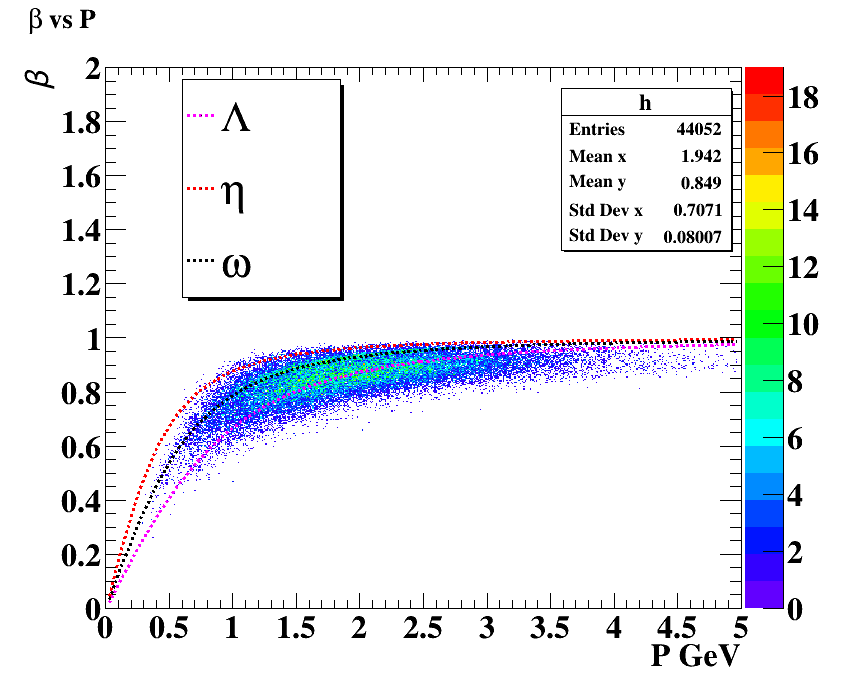 β vs P
β
2
1.8
1.6
1.4
1.2
1
0.8
0.6
0.4
0.2
0
Λ
η
ω
h
Entries 44052
Mean x 1.942
Mean y 0.849
Std Dev x 0.7071
Std Dev y 0.08007
18
16
14
12
10
8
6
4
2
0
0 0.5 1 1.5 2 2.5 3 3.5 4 4.5 5
P GeV